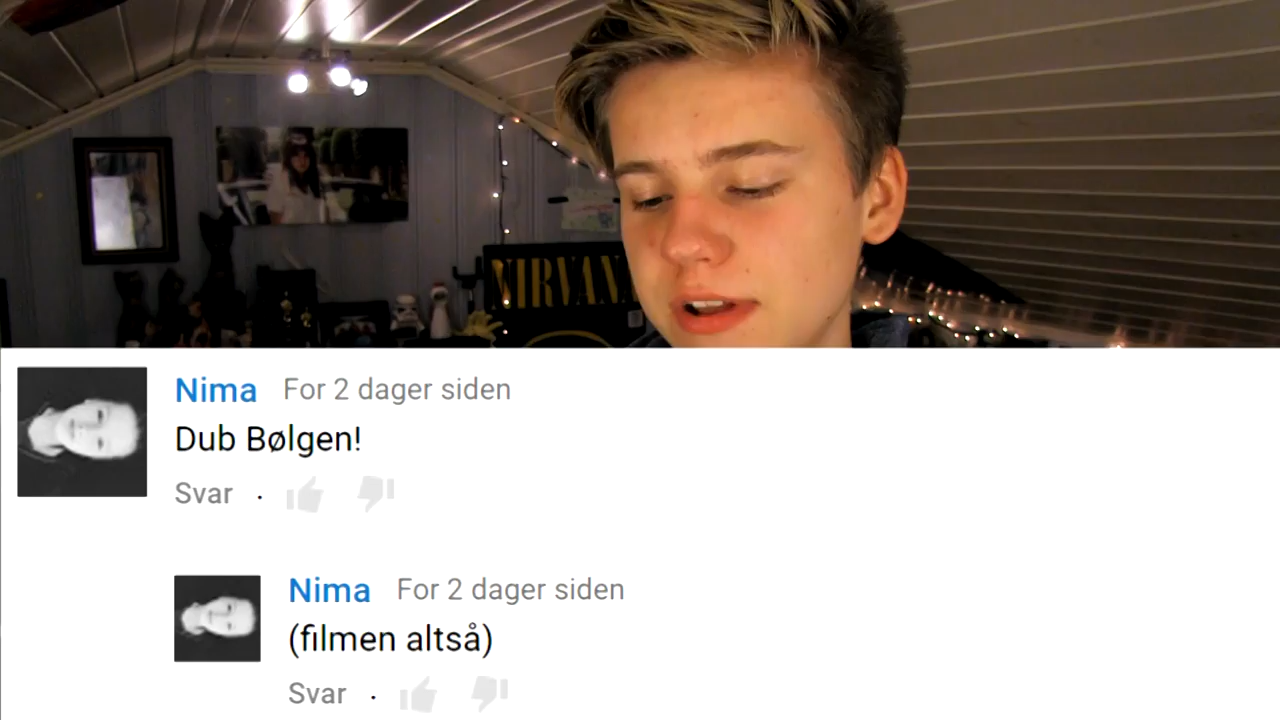 NIRVANA
Nima For 2 dager siden
Dub Bølgen!
Svar ·
Nima For 2 dager siden
(filmen altså)
Svar ·